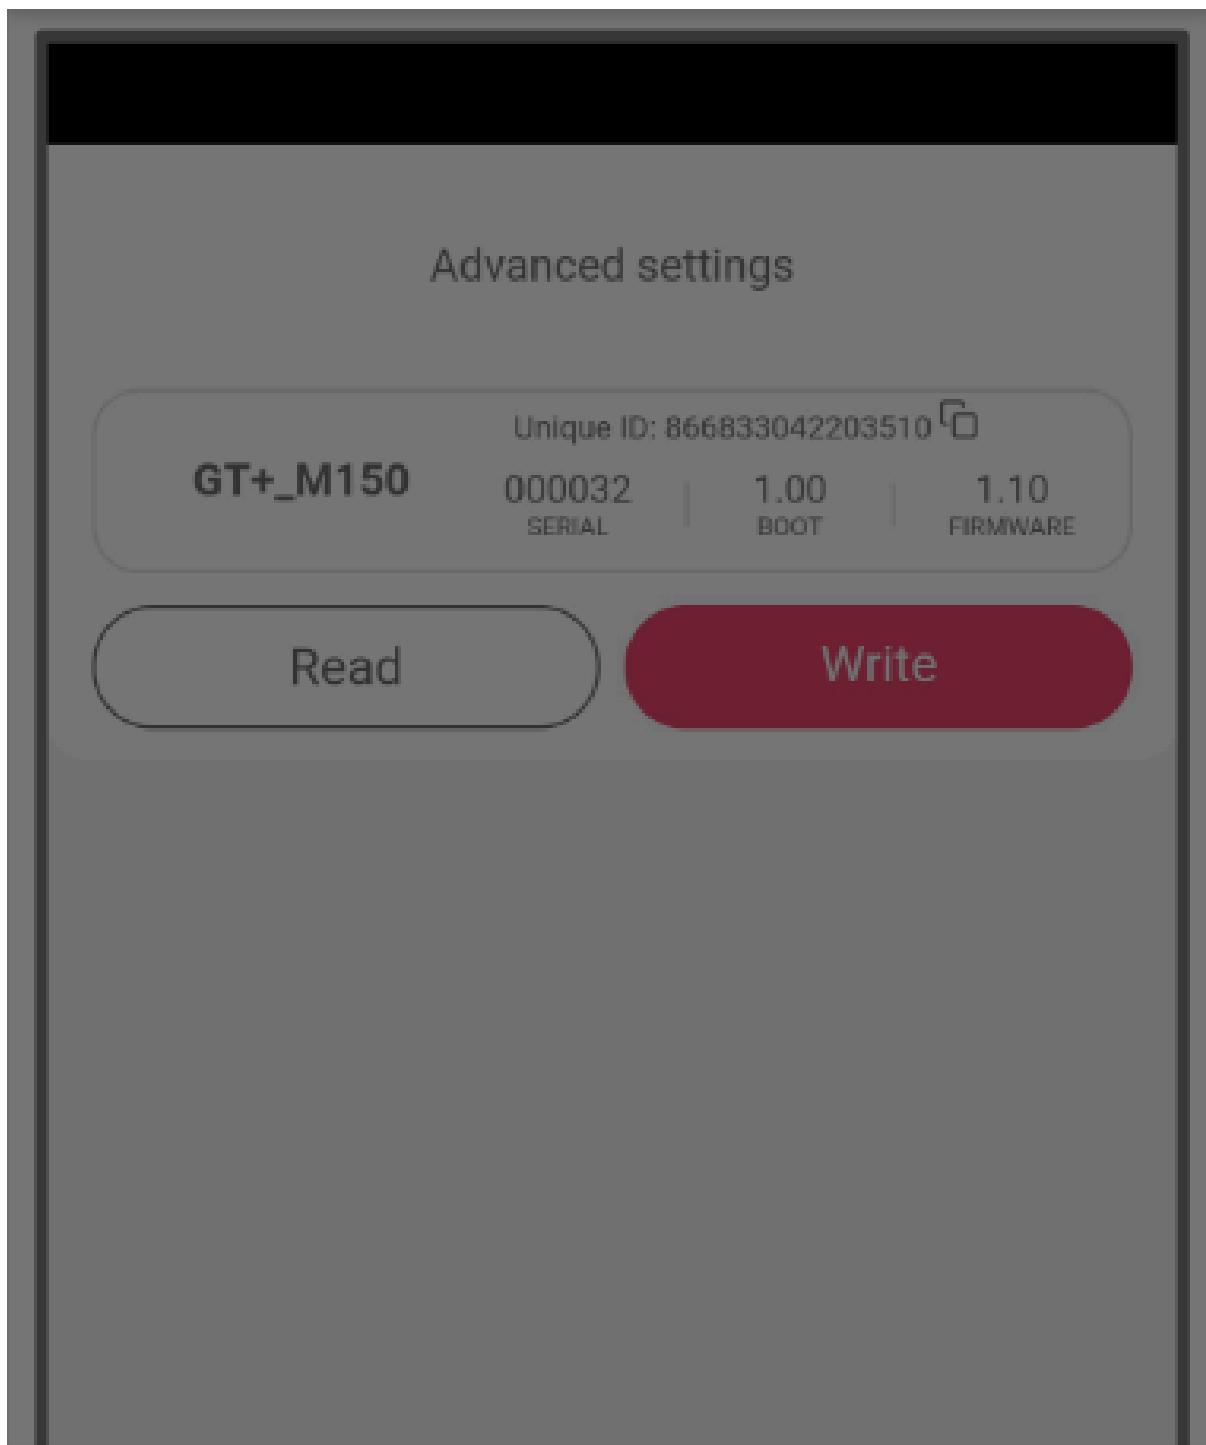 Advanced settings
Unique ID: 866833042203510
GT+_M150
000032
1.00
1.10
SERIAL
BOOT
FIRMWARE
Read
Write